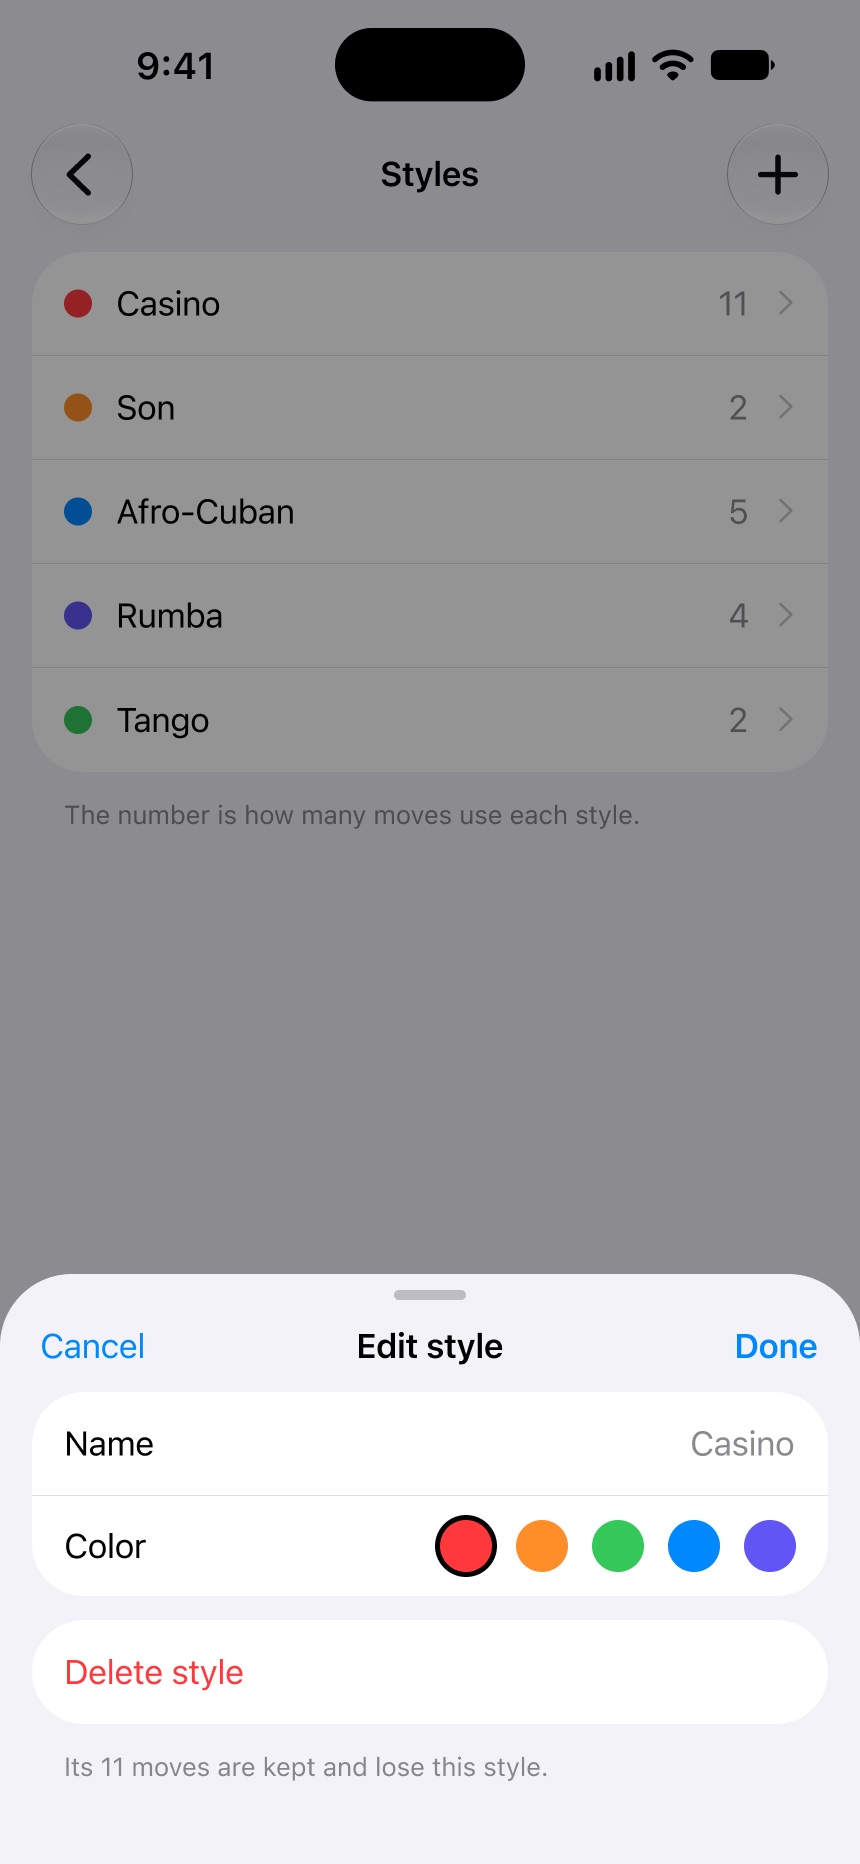 9:41
Styles
Casino 11
Son 2
Afro-Cuban 5
Rumba 4
Tango 2
The number is how many moves use each style.
Cancel Edit style Done
Name Casino
Color
Delete style
Its 11 moves are kept and lose this style.